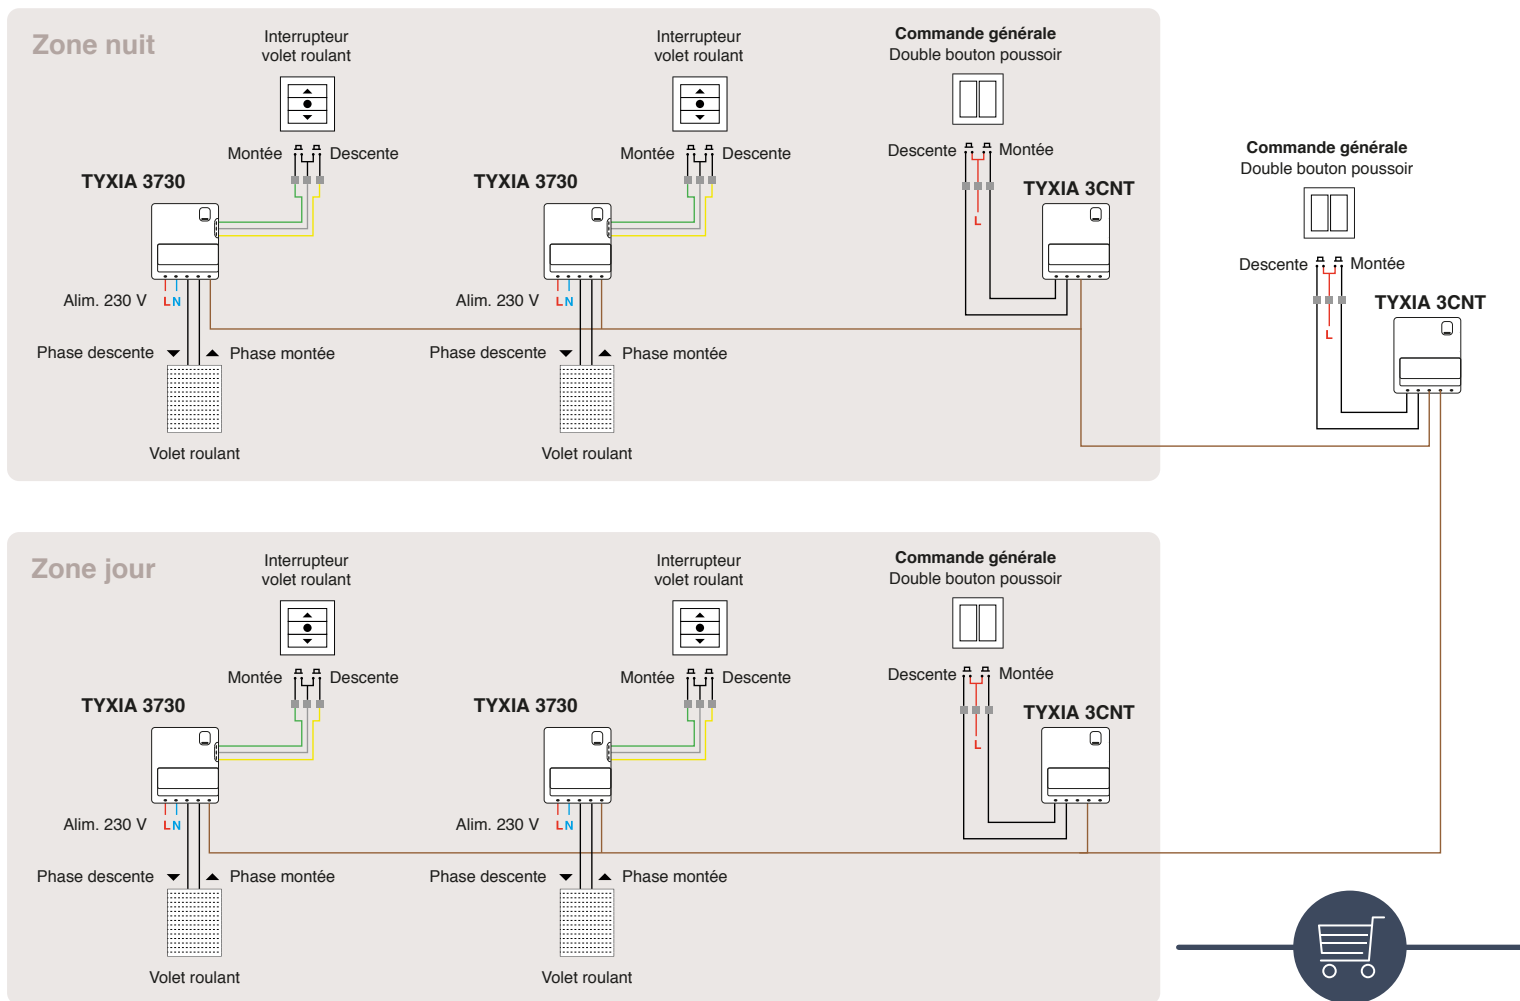 Zone nuit
Interrupteur
volet roulant
Interrupteur
volet roulant
Commande générale
Double bouton poussoir
Montée
Descente
Montée
Descente
Descente
Montée
TYXIA 3730
TYXIA 3730
TYXIA 3CNT
L
Alim. 230 V
L N
Alim. 230 V
L N
Phase descente
Phase montée
Phase descente
Phase montée
Volet roulant
Volet roulant
Commande générale
Double bouton poussoir
Descente
Montée
TYXIA 3CNT
L
Zone jour
Interrupteur
volet roulant
Interrupteur
volet roulant
Commande générale
Double bouton poussoir
Montée
Descente
Montée
Descente
Descente
Montée
TYXIA 3730
TYXIA 3730
TYXIA 3CNT
L
Alim. 230 V
L N
Alim. 230 V
L N
Phase descente
Phase montée
Phase descente
Phase montée
Volet roulant
Volet roulant